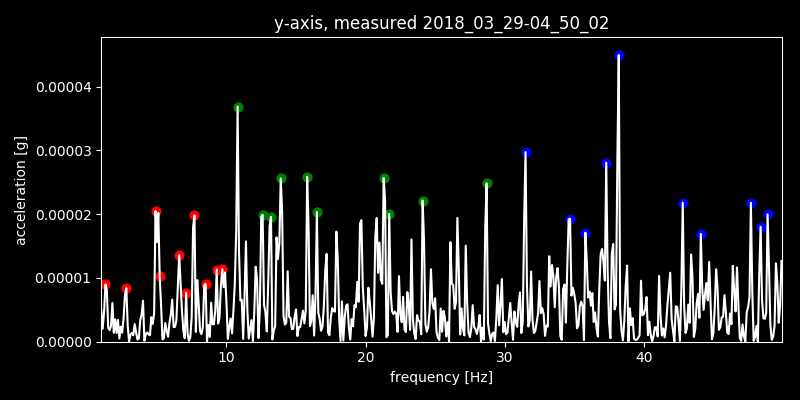 y-axis, measured 2018_03_29-04_50_02
acceleration [g]
0.00004
0.00003
0.00002
0.00001
0.00000
10 20 30 40
frequency [Hz]